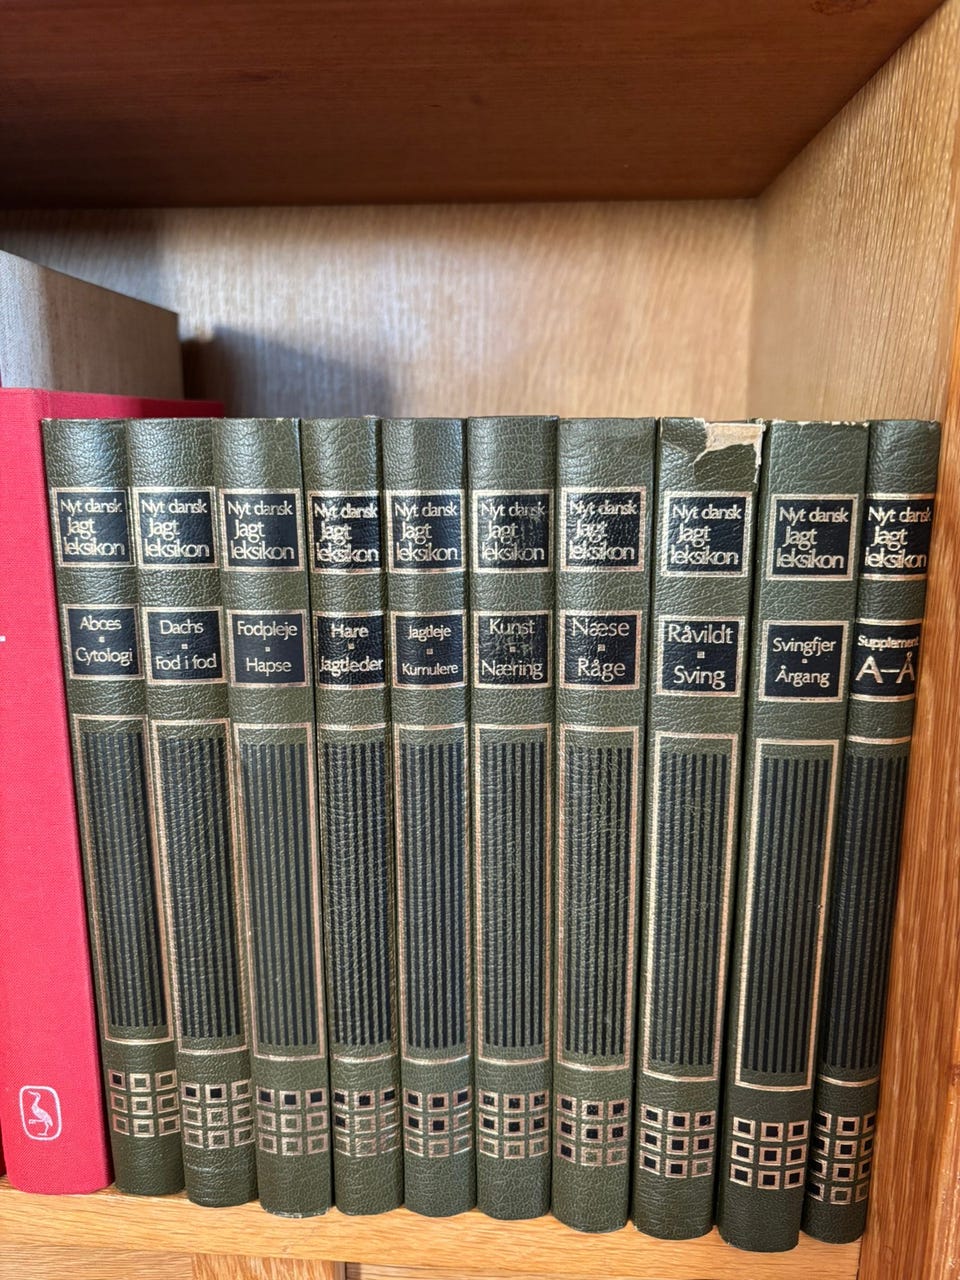 Nyt dansk
Jagt
leksikon
Abces
Cytologi
Nyt dansk
Jagt
leksikon
Dachs
Fod i fod
Nyt dansk
Jagt
leksikon
Fodpleje
Hapse
Nyt dansk
Jagt
leksikon
Hare
Jagtleder
Nyt dansk
Jagt
leksikon
Jagtleje
Kumulere
Nyt dansk
Jagt
leksikon
Kunst
Næring
Nyt dansk
Jagt
leksikon
Næse
Råge
Nyt dansk
Jagt
leksikon
Råvildt
Sving
Nyt dansk
Jagt
leksikon
Svingfjer
Årgang
Nyt dansk
Jagt
leksikon
Supplement
A–Å